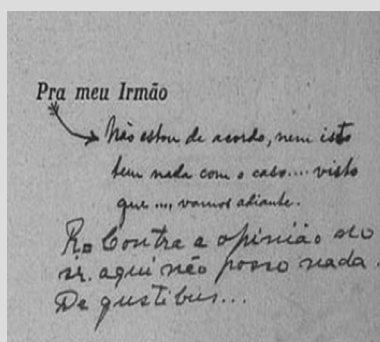 Pra meu Irmão
Não estou de acordo, nem isto
tem nada com o caso.... visto
que ..., vamos adiante.
Ro Contra a opinião do
sr. aqui não posso nada.
De gustibus...